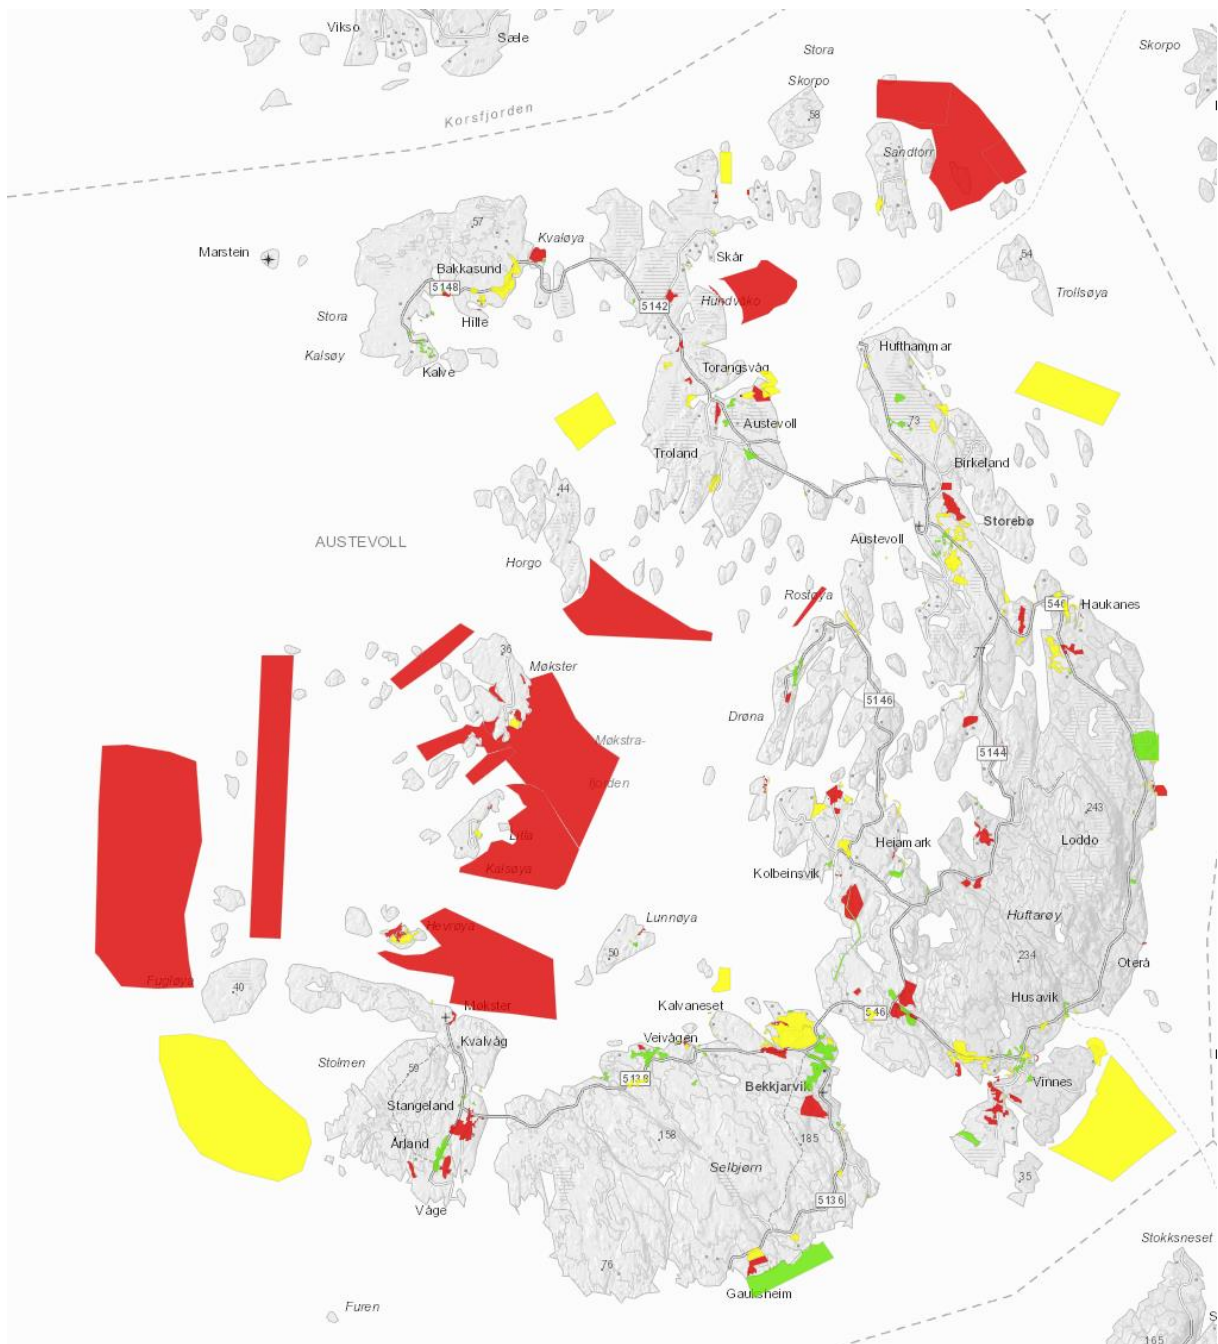 Vikso
Sæle
Stora
Skorpo
Skorpo
58
Korsfjorden
Sandtorr
57
Kvaløya
Marstein
Bakkasund
Skår
54
5148
5142
Hundvåko
Trollsøya
Stora
Hille
Kalsøy
Kalve
Hufthammar
Torangsvåg
73
Austevoll
Troland
Birkeland
44
Storebø
AUSTEVOLL
Austevoll
Horgo
Rostøya
546
Haukanes
36
77
Møkster
5146
Drøna
Møkstra-
5144
fjorden
243
Litla
Heiamark
Loddo
Kalsøya
Kolbeinsvik
Huftarøy
Lunnøya
Hevrøya
50
234
Oterå
Fugløya
40
Møkster
Kalvaneset
546
Husavik
Kvalvåg
Veivågen
Stolmen
59
5138
Bekkjarvik
Vinnes
Stangeland
158
185
Årland
Selbjørn
35
Våge
5136
Stokksneset
76
Gauksheim
Furen
165